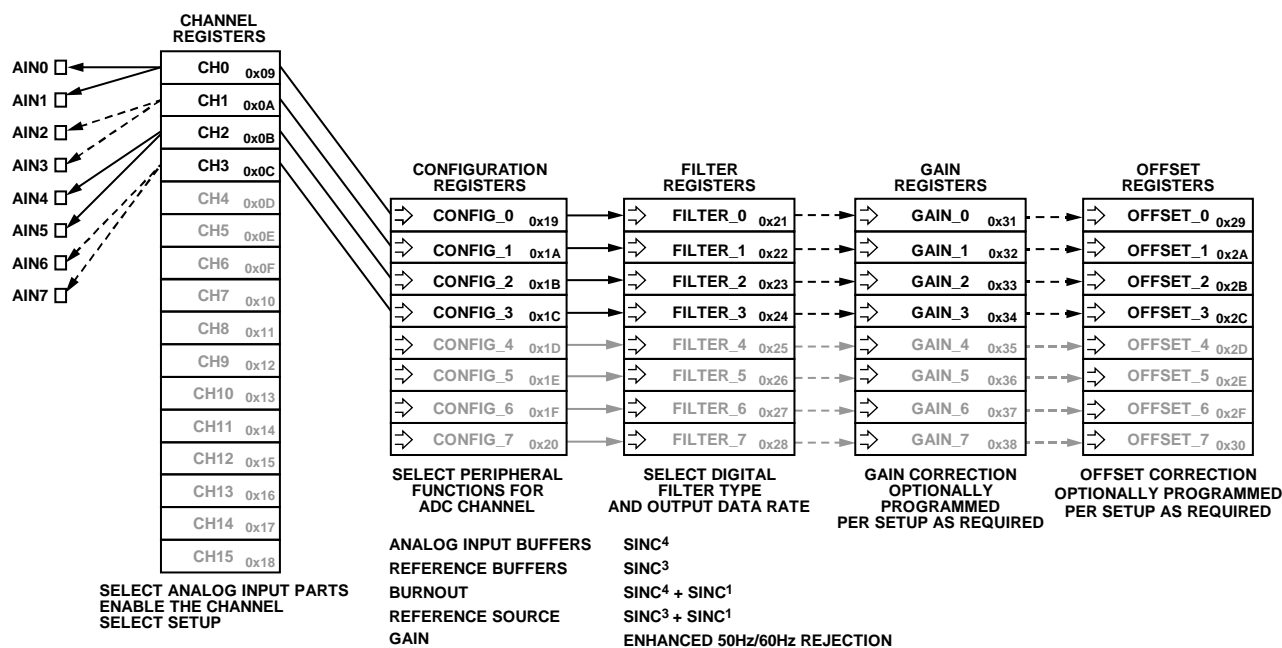 CHANNEL
REGISTERS
AIN0
AIN1
AIN2
AIN3
AIN4
AIN5
AIN6
AIN7
CH0 0x09
CH1 0x0A
CH2 0x0B
CH3 0x0C
CH4 0x0D
CH5 0x0E
CH6 0x0F
CH7 0x10
CH8 0x11
CH9 0x12
CH10 0x13
CH11 0x14
CH12 0x15
CH13 0x16
CH14 0x17
CH15 0x18
SELECT ANALOG INPUT PARTS
ENABLE THE CHANNEL
SELECT SETUP
CONFIGURATION
REGISTERS
CONFIG_0 0x19
CONFIG_1 0x1A
CONFIG_2 0x1B
CONFIG_3 0x1C
CONFIG_4 0x1D
CONFIG_5 0x1E
CONFIG_6 0x1F
CONFIG_7 0x20
SELECT PERIPHERAL
FUNCTIONS FOR
ADC CHANNEL
ANALOG INPUT BUFFERS
REFERENCE BUFFERS
BURNOUT
REFERENCE SOURCE
GAIN
FILTER
REGISTERS
FILTER_0 0x21
FILTER_1 0x22
FILTER_2 0x23
FILTER_3 0x24
FILTER_4 0x25
FILTER_5 0x26
FILTER_6 0x27
FILTER_7 0x28
SELECT DIGITAL
FILTER TYPE
AND OUTPUT DATA RATE
SINC⁴
SINC³
SINC⁴ + SINC¹
SINC³ + SINC¹
ENHANCED 50Hz/60Hz REJECTION
GAIN
REGISTERS
GAIN_0 0x31
GAIN_1 0x32
GAIN_2 0x33
GAIN_3 0x34
GAIN_4 0x35
GAIN_5 0x36
GAIN_6 0x37
GAIN_7 0x38
GAIN CORRECTION
OPTIONALLY
PROGRAMMED
PER SETUP AS REQUIRED
OFFSET
REGISTERS
OFFSET_0 0x29
OFFSET_1 0x2A
OFFSET_2 0x2B
OFFSET_3 0x2C
OFFSET_4 0x2D
OFFSET_5 0x2E
OFFSET_6 0x2F
OFFSET_7 0x30
OFFSET CORRECTION
OPTIONALLY PROGRAMMED
PER SETUP AS REQUIRED